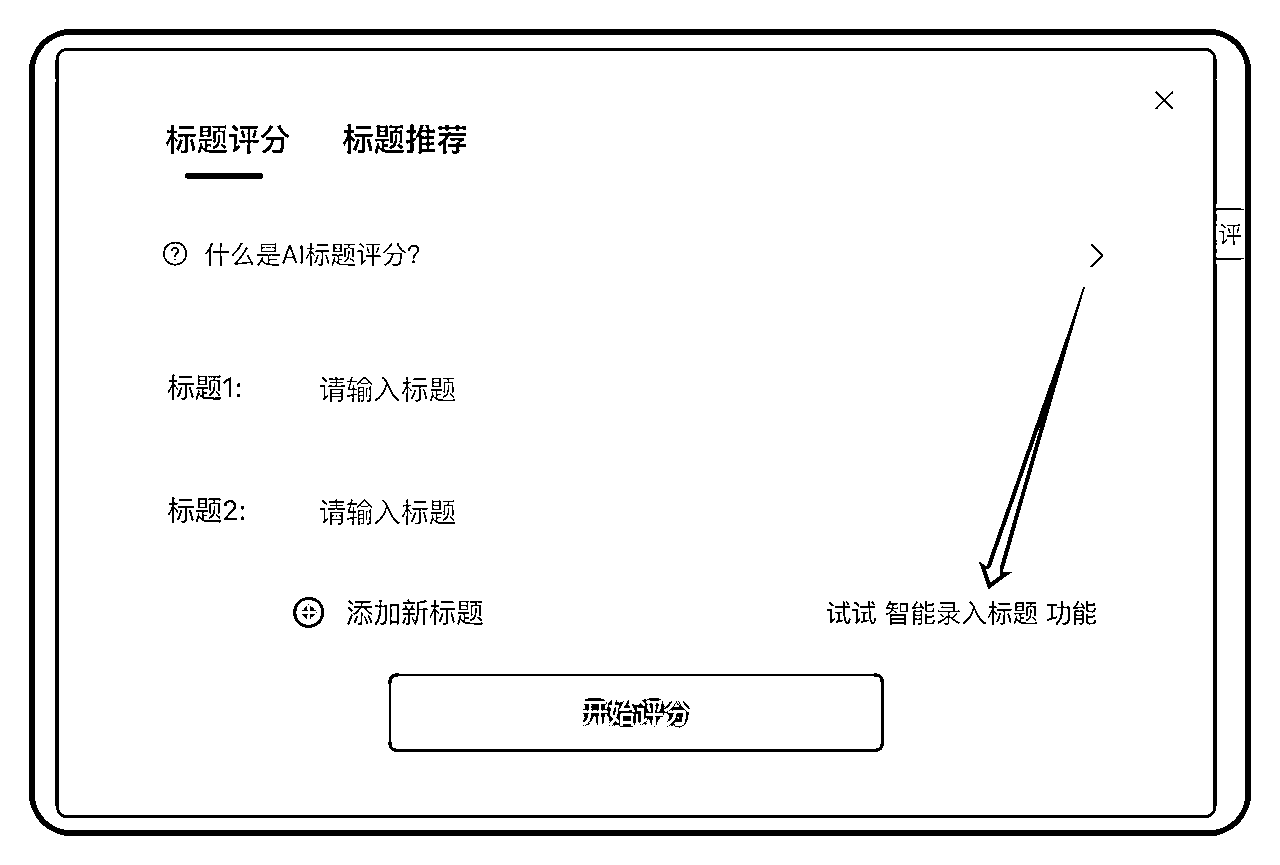 标题评分 标题推荐
什么是AI标题评分?
评
标题1: 请输入标题
标题2: 请输入标题
添加新标题 试试 智能录入标题 功能
开始评分